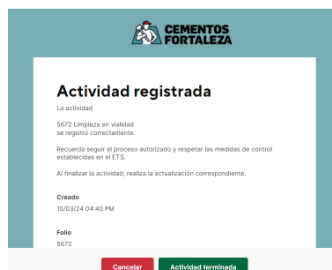 CEMENTOS
FORTALEZA
Actividad registrada
La actividad
5672 Limpieza en vialidad
se registró correctamente.
Recuerda seguir el proceso autorizado y respetar las medidas de control
establecidas en el ETS.
Al finalizar la actividad, realiza la actualización correspondiente.
Creado
15/03/24 04:40 PM
Folio
5672
Cancelar
Actividad terminada